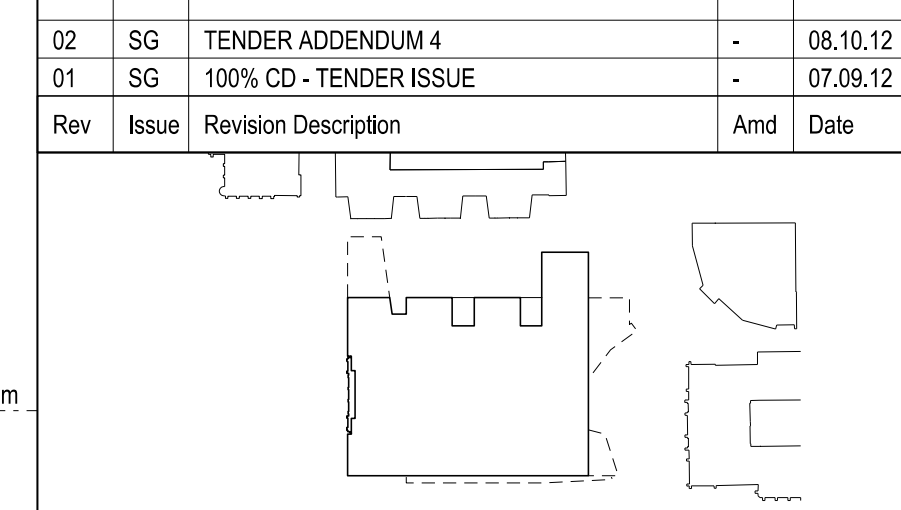 02 SG TENDER ADDENDUM 4 - 08.10.12
01 SG 100% CD - TENDER ISSUE - 07.09.12
Rev Issue Revision Description Amd Date
m